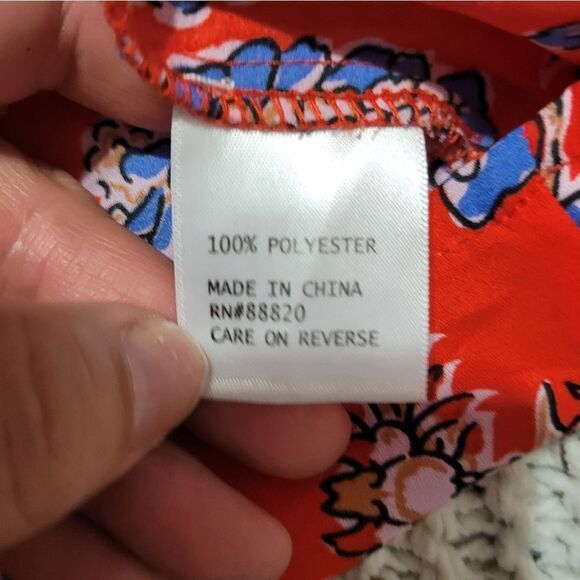 100% POLYESTER
MADE IN CHINA
RN#88820
CARE ON REVERSE